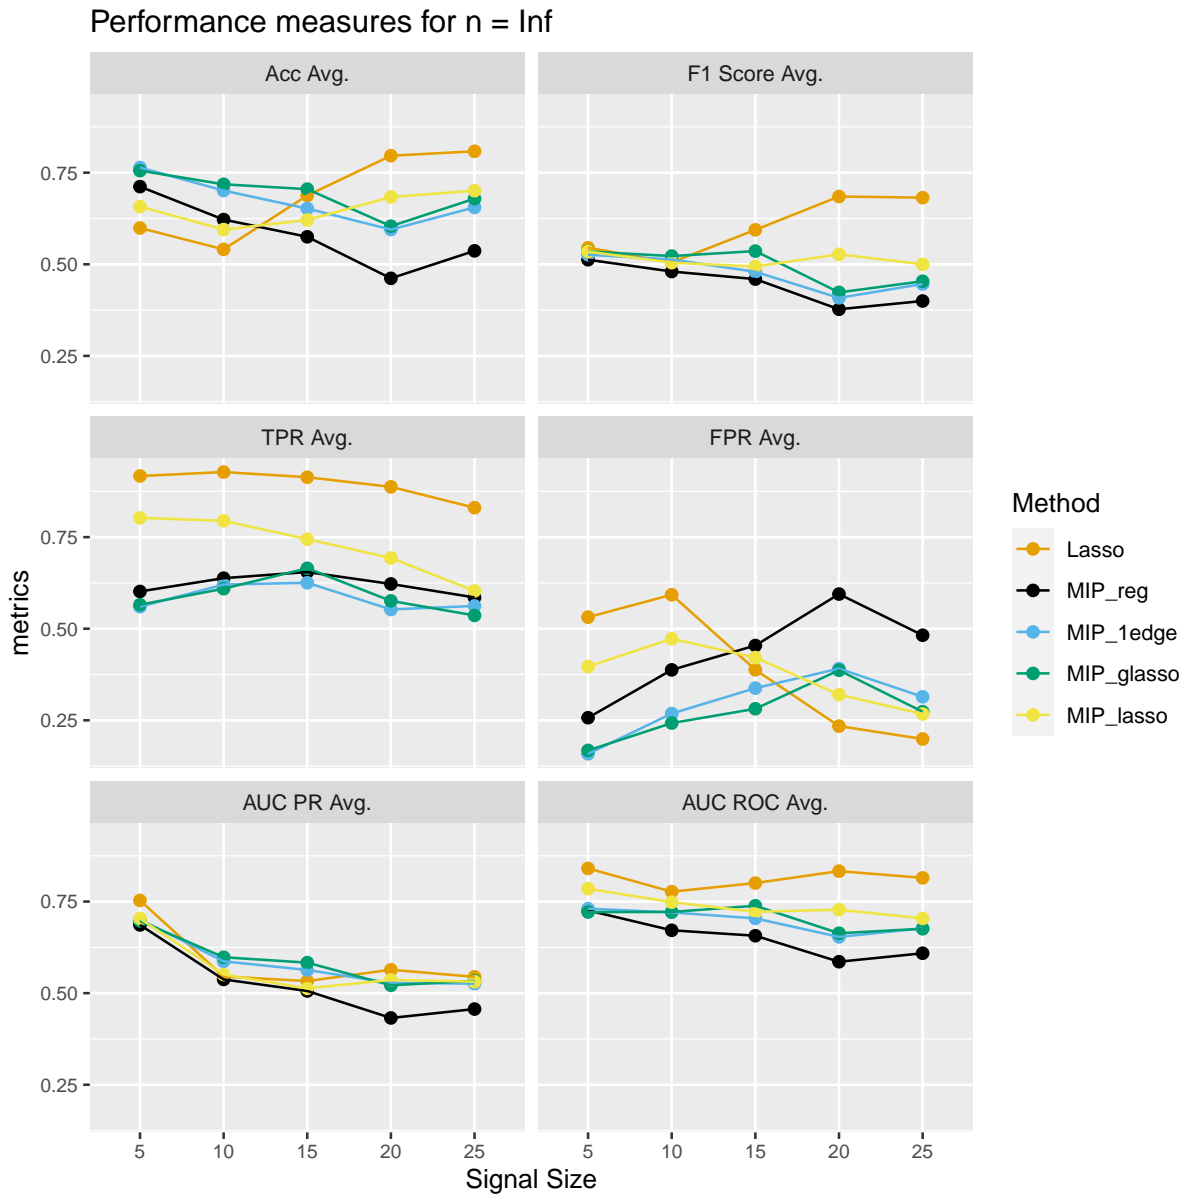 Performance measures for n = Inf
Acc Avg.
F1 Score Avg.
0.75
0.50
0.25
TPR Avg.
FPR Avg.
0.75
0.50
0.25
AUC PR Avg.
AUC ROC Avg.
0.75
0.50
0.25
5 10 15 20 25
5 10 15 20 25
Signal Size
metrics
Method
Lasso
MIP_reg
MIP_1edge
MIP_glasso
MIP_lasso